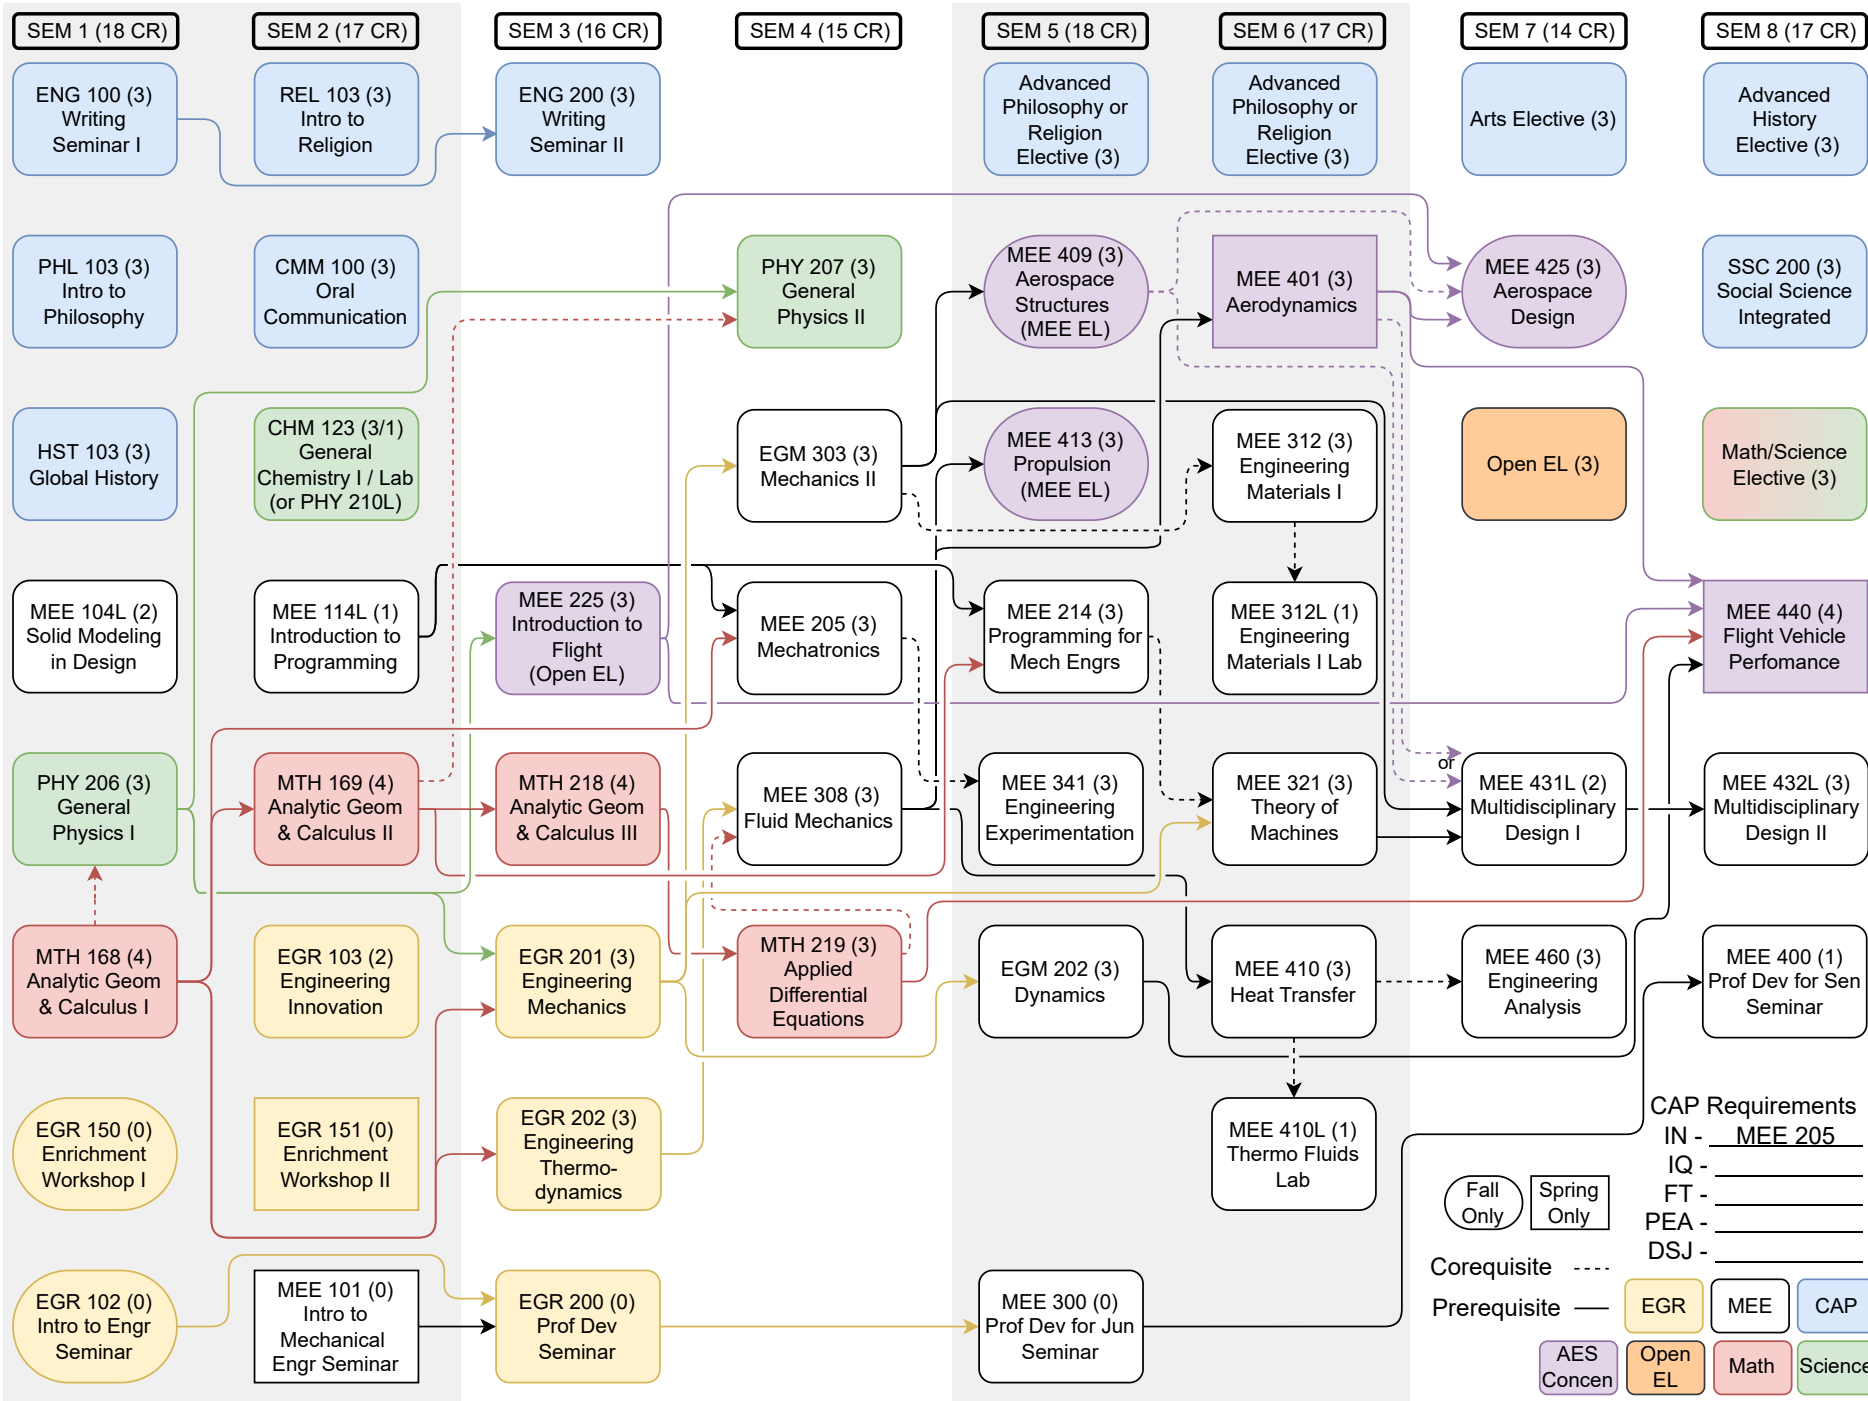 SEM 1 (18 CR)
SEM 2 (17 CR)
SEM 3 (16 CR)
SEM 4 (15 CR)
SEM 5 (18 CR)
SEM 6 (17 CR)
SEM 7 (14 CR)
SEM 8 (17 CR)
ENG 100 (3)
Writing
Seminar I
REL 103 (3)
Intro to
Religion
ENG 200 (3)
Writing
Seminar II
Advanced
Philosophy or
Religion
Elective (3)
Advanced
Philosophy or
Religion
Elective (3)
Arts Elective (3)
Advanced
History
Elective (3)
PHL 103 (3)
Intro to
Philosophy
CMM 100 (3)
Oral
Communication
PHY 207 (3)
General
Physics II
MEE 409 (3)
Aerospace
Structures
(MEE EL)
MEE 401 (3)
Aerodynamics
MEE 425 (3)
Aerospace
Design
SSC 200 (3)
Social Science
Integrated
HST 103 (3)
Global History
CHM 123 (3/1)
General
Chemistry I / Lab
(or PHY 210L)
EGM 303 (3)
Mechanics II
MEE 413 (3)
Propulsion
(MEE EL)
MEE 312 (3)
Engineering
Materials I
Open EL (3)
Math/Science
Elective (3)
MEE 104L (2)
Solid Modeling
in Design
MEE 114L (1)
Introduction to
Programming
MEE 225 (3)
Introduction to
Flight
(Open EL)
MEE 205 (3)
Mechatronics
MEE 214 (3)
Programming for
Mech Engrs
MEE 312L (1)
Engineering
Materials I Lab
MEE 440 (4)
Flight Vehicle
Perfomance
PHY 206 (3)
General
Physics I
MTH 169 (4)
Analytic Geom
& Calculus II
MTH 218 (4)
Analytic Geom
& Calculus III
MEE 308 (3)
Fluid Mechanics
MEE 341 (3)
Engineering
Experimentation
MEE 321 (3)
Theory of
Machines
or
MEE 431L (2)
Multidisciplinary
Design I
MEE 432L (3)
Multidisciplinary
Design II
MTH 168 (4)
Analytic Geom
& Calculus I
EGR 103 (2)
Engineering
Innovation
EGR 201 (3)
Engineering
Mechanics
MTH 219 (3)
Applied
Differential
Equations
EGM 202 (3)
Dynamics
MEE 410 (3)
Heat Transfer
MEE 460 (3)
Engineering
Analysis
MEE 400 (1)
Prof Dev for Sen
Seminar
EGR 150 (0)
Enrichment
Workshop I
EGR 151 (0)
Enrichment
Workshop II
EGR 202 (3)
Engineering
Thermo-
dynamics
MEE 410L (1)
Thermo Fluids
Lab
EGR 102 (0)
Intro to Engr
Seminar
MEE 101 (0)
Intro to
Mechanical
Engr Seminar
EGR 200 (0)
Prof Dev
Seminar
MEE 300 (0)
Prof Dev for Jun
Seminar
CAP Requirements
IN - MEE 205
IQ -
FT -
PEA -
DSJ -
Fall
Only
Spring
Only
Corequisite
Prerequisite
EGR
MEE
CAP
AES
Concen
Open
EL
Math
Science